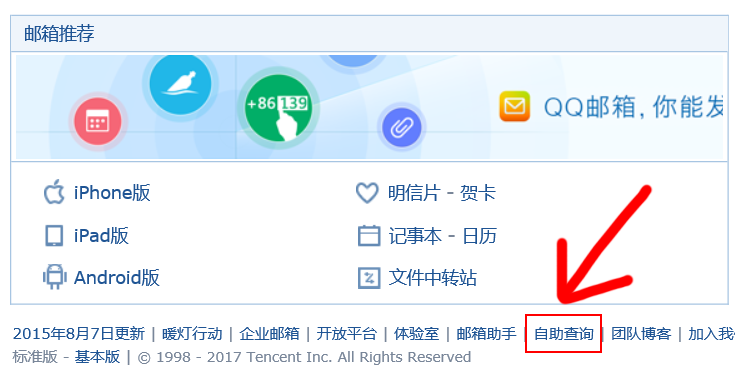 邮箱推荐
+86 139
QQ邮箱，你能发
iPhone版
明信片 - 贺卡
iPad版
记事本 - 日历
Android版
文件中转站
2015年8月7日更新 | 暖灯行动 | 企业邮箱 | 开放平台 | 体验室 | 邮箱助手 | 自助查询 | 团队博客 | 加入我
标准版 - 基本版 | © 1998 - 2017 Tencent Inc. All Rights Reserved